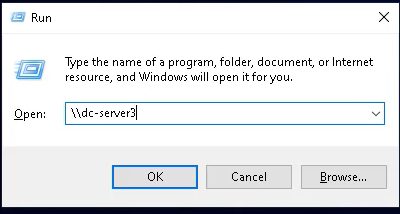 Run
Type the name of a program, folder, document, or Internet
resource, and Windows will open it for you.
Open: \\dc-server3
OK Cancel Browse...